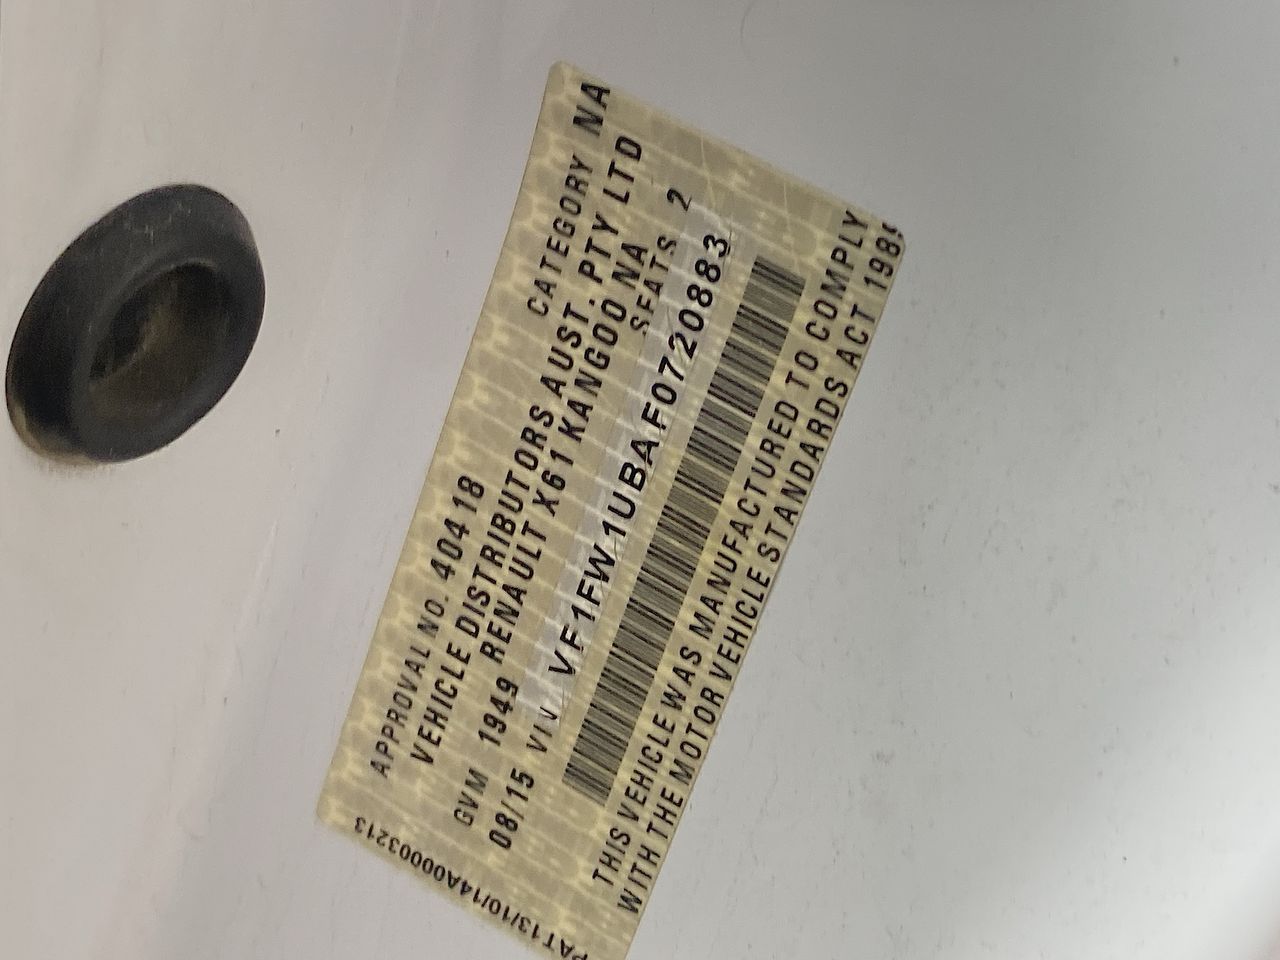 APPROVAL NO. 40418 CATEGORY NA
VEHICLE DISTRIBUTORS AUST. PTY LTD
GVM 1949 RENAULT X61 KANGOO NA
08/15 SEATS 2
VIN VF1FW1UBAF0720883
THIS VEHICLE WAS MANUFACTURED TO COMPLY
WITH THE MOTOR VEHICLE STANDARDS ACT 1989
PAT13/10/14A00003213